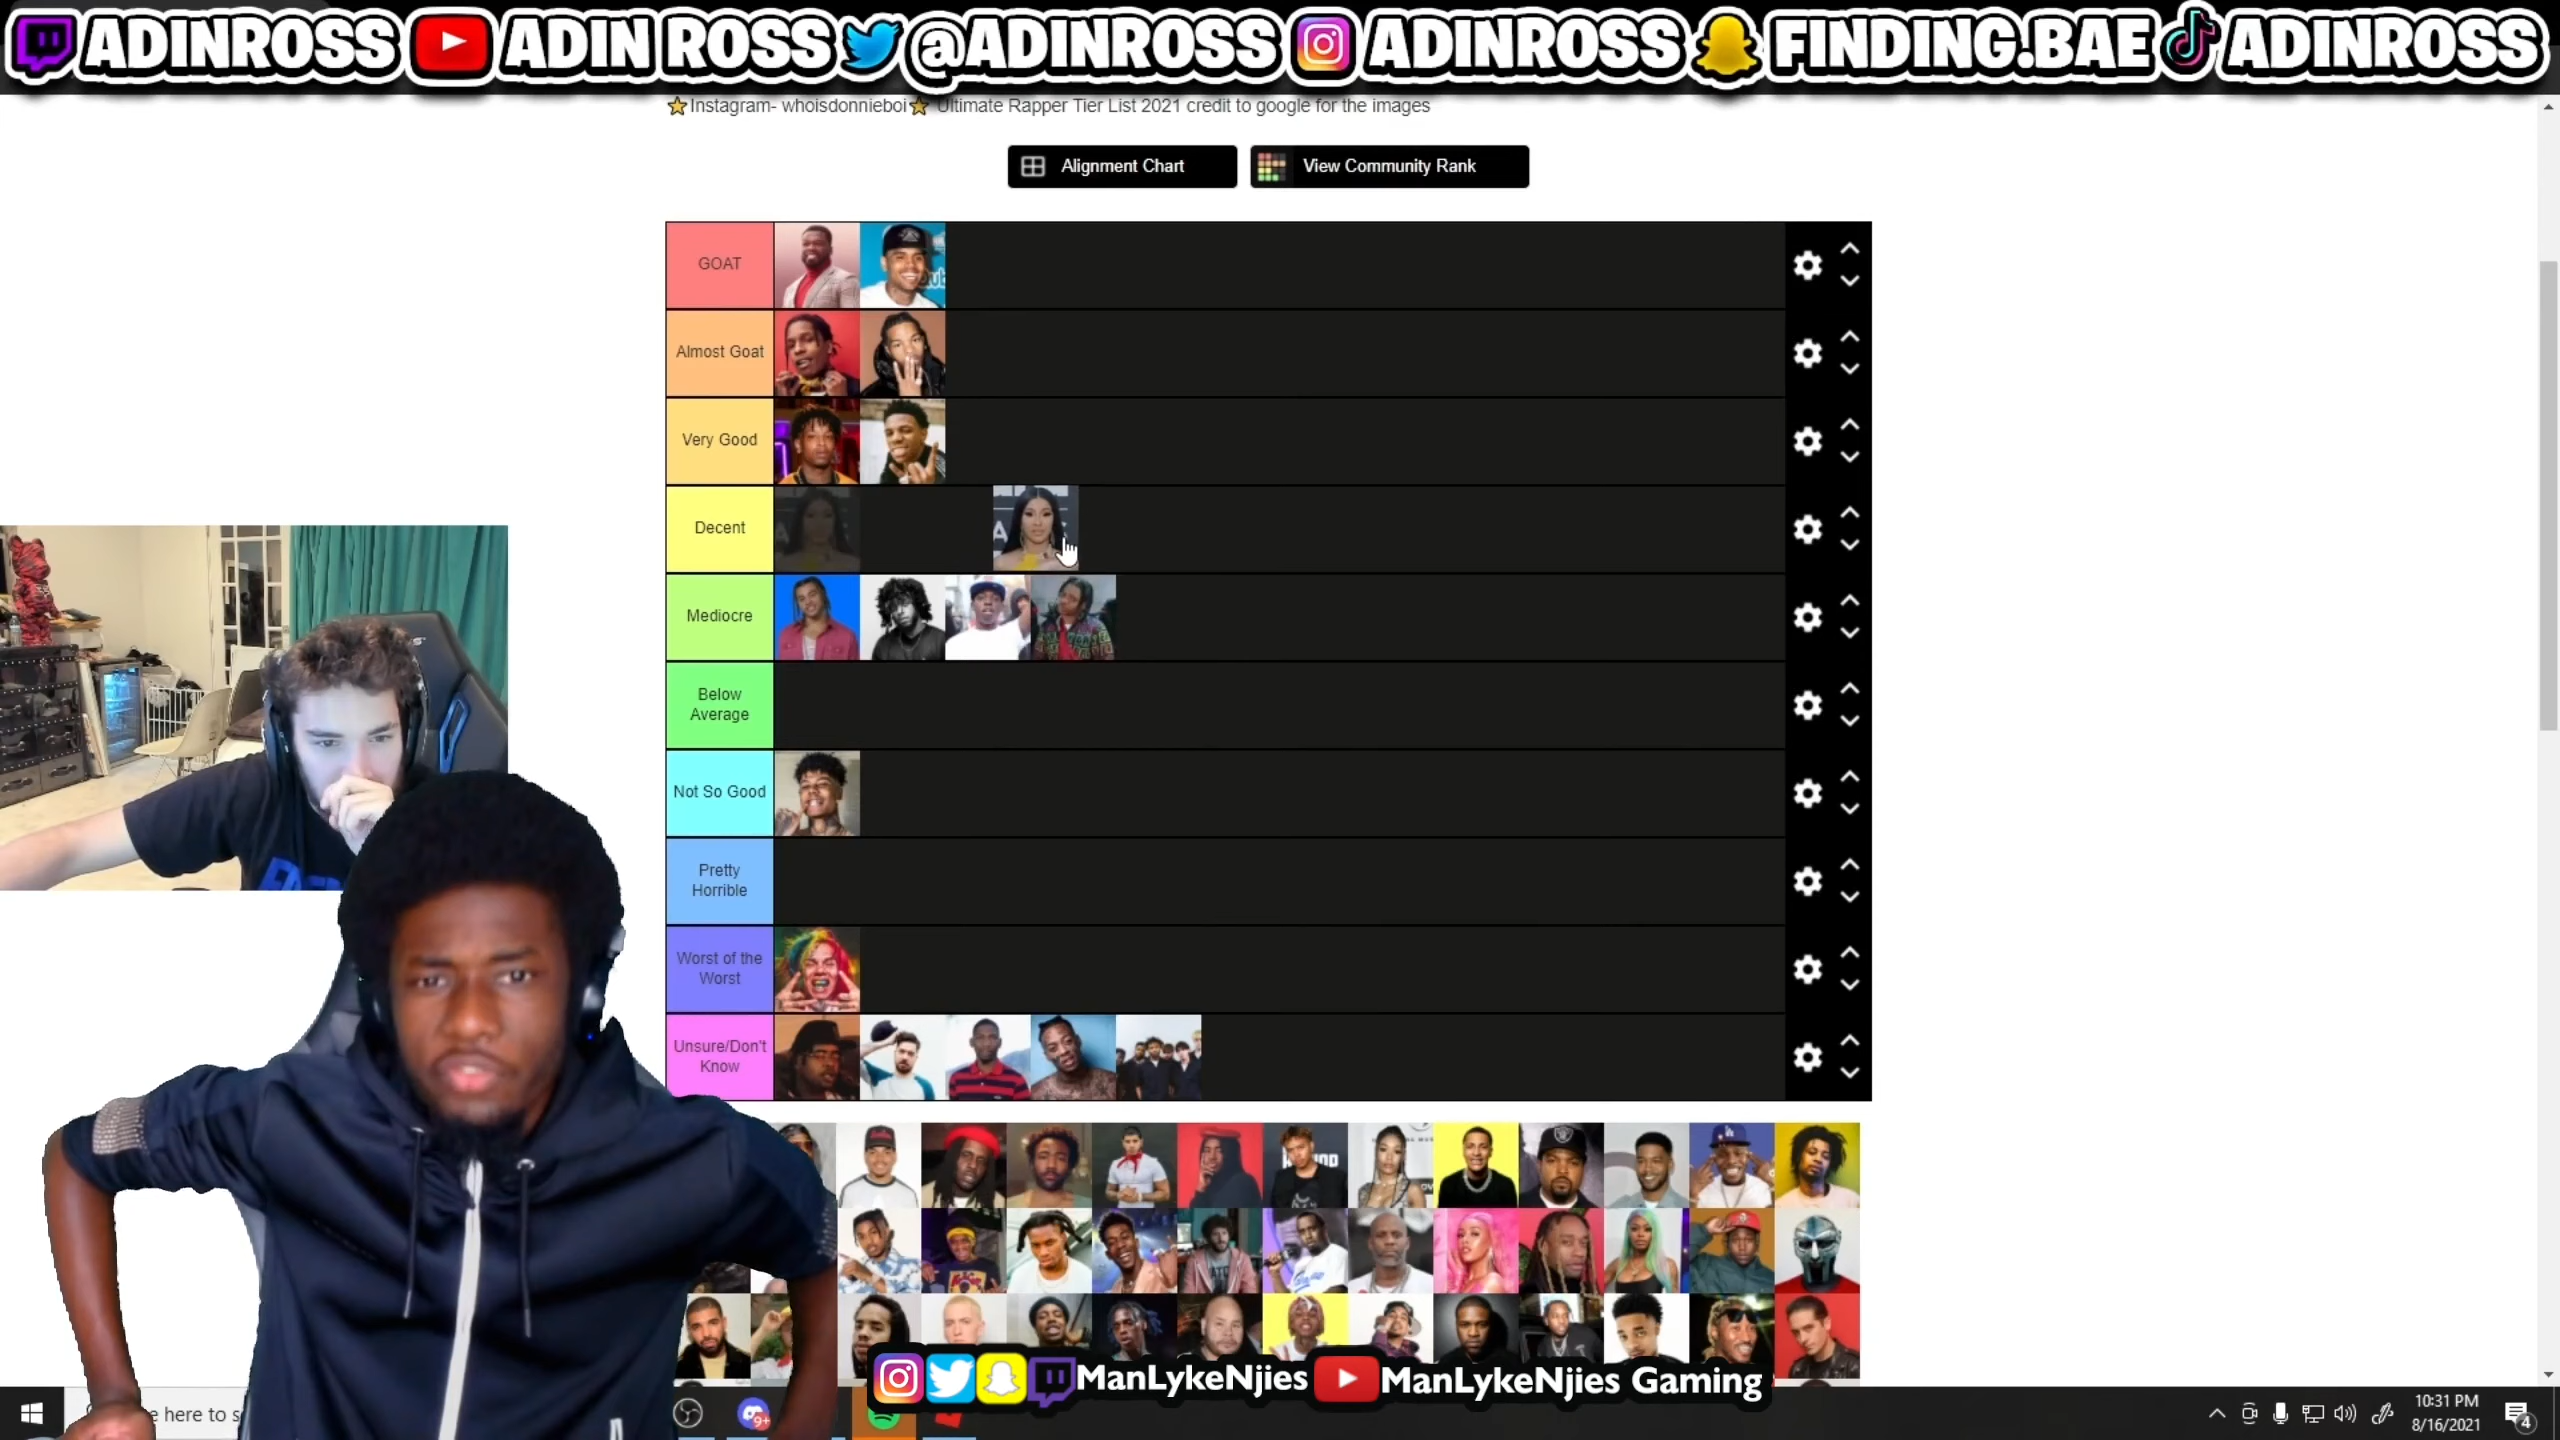 ADINROSS ADIN ROSS @ADINROSS ADINROSS FINDING.BAE ADINROSS
⭐Instagram- whoisdonnieboi⭐ Ultimate Rapper Tier List 2021 credit to google for the images
Alignment Chart View Community Rank
GOAT
Almost Goat
Very Good
Decent
Mediocre
Below
Average
Not So Good
Pretty
Horrible
Worst of the
Worst
Unsure/Don't
Know
ManLykeNjies ManLykeNjies Gaming
e here to s
9+
10:31 PM
8/16/2021
4